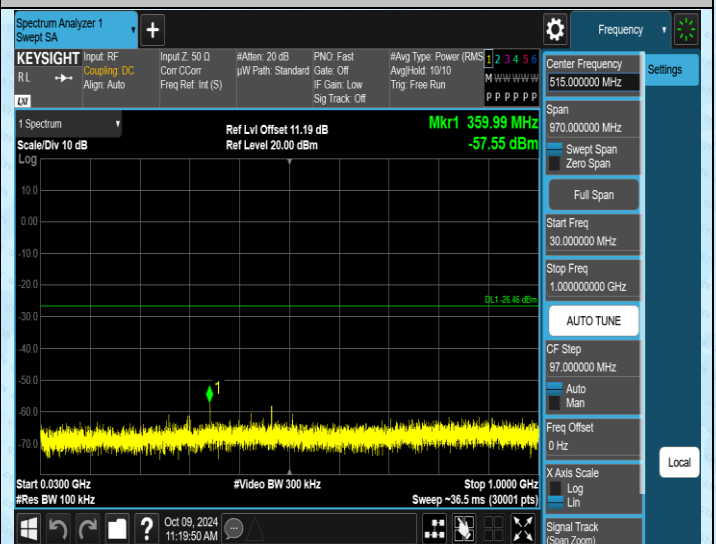 Spectrum Analyzer 1
Swept SA
+
Frequency
KEYSIGHT
RL
LXI
Input: RF
Coupling: DC
Align: Auto
Input Z: 50 Ω
Corr CCorr
Freq Ref: Int (S)
#Atten: 20 dB
µW Path: Standard
PNO: Fast
Gate: Off
IF Gain: Low
Sig Track: Off
#Avg Type: Power (RMS
Avg|Hold: 10/10
Trig: Free Run
1 2 3 4 5 6
M W W W W W
P P P P P P
1 Spectrum
Scale/Div 10 dB
Log
Ref Lvl Offset 11.19 dB
Ref Level 20.00 dBm
Mkr1 359.99 MHz
-57.55 dBm
10.0
0.00
-10.0
-20.0
-30.0
-40.0
-50.0
-60.0
-70.0
DL1 -26.46 dBm
1
Start 0.0300 GHz
#Res BW 100 kHz
#Video BW 300 kHz
Stop 1.0000 GHz
Sweep ~36.5 ms (30001 pts)
?
Oct 09, 2024
11:19:50 AM
Center Frequency
515.000000 MHz
Span
970.000000 MHz
Swept Span
Zero Span
Full Span
Start Freq
30.000000 MHz
Stop Freq
1.000000000 GHz
AUTO TUNE
CF Step
97.000000 MHz
Auto
Man
Freq Offset
0 Hz
X Axis Scale
Log
Lin
Signal Track
(Span Zoom)
Settings
Local